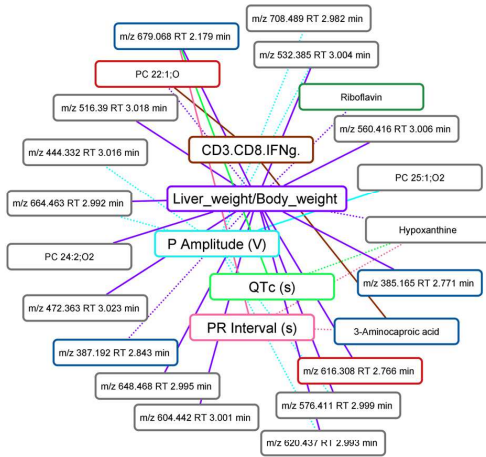 m/z 708.489 RT 2.982 min
m/z 679.068 RT 2.179 min
m/z 532.385 RT 3.004 min
PC 22:1;O
Riboflavin
m/z 516.39 RT 3.018 min
m/z 560.416 RT 3.006 min
m/z 444.332 RT 3.016 min
CD3.CD8.IFNg.
PC 25:1;O2
m/z 664.463 RT 2.992 min
Liver_weight/Body_weight
Hypoxanthine
P Amplitude (V)
PC 24:2;O2
m/z 385.165 RT 2.771 min
QTc (s)
m/z 472.363 RT 3.023 min
PR Interval (s)
3-Aminocaproic acid
m/z 387.192 RT 2.843 min
m/z 616.308 RT 2.766 min
m/z 648.468 RT 2.995 min
m/z 576.411 RT 2.999 min
m/z 604.442 RT 3.001 min
m/z 620.437 RT 2.993 min